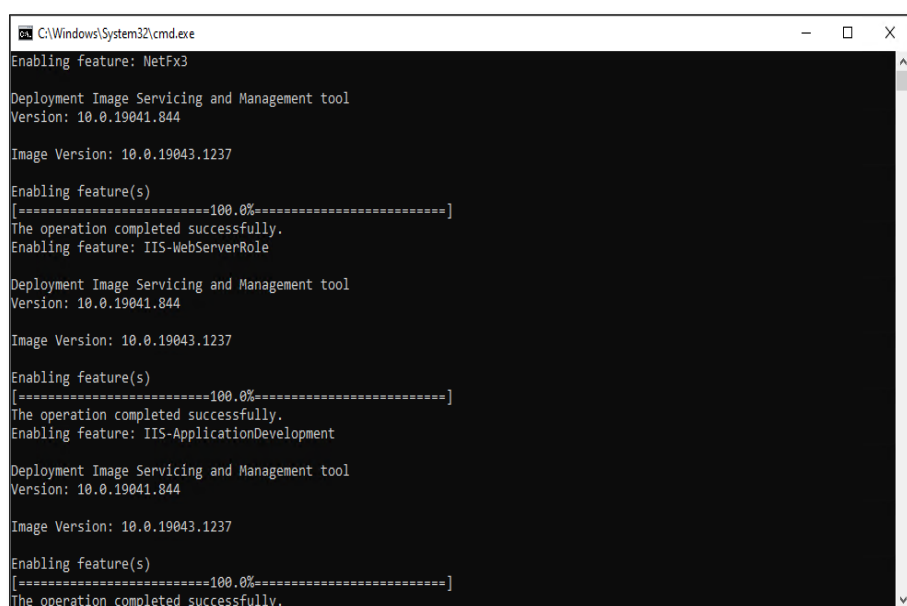 C:\Windows\System32\cmd.exe
Enabling feature: NetFx3
Deployment Image Servicing and Management tool
Version: 10.0.19041.844
Image Version: 10.0.19043.1237
Enabling feature(s)
[==========================100.0%==========================]
The operation completed successfully.
Enabling feature: IIS-WebServerRole
Deployment Image Servicing and Management tool
Version: 10.0.19041.844
Image Version: 10.0.19043.1237
Enabling feature(s)
[==========================100.0%==========================]
The operation completed successfully.
Enabling feature: IIS-ApplicationDevelopment
Deployment Image Servicing and Management tool
Version: 10.0.19041.844
Image Version: 10.0.19043.1237
Enabling feature(s)
[==========================100.0%==========================]
The operation completed successfully.